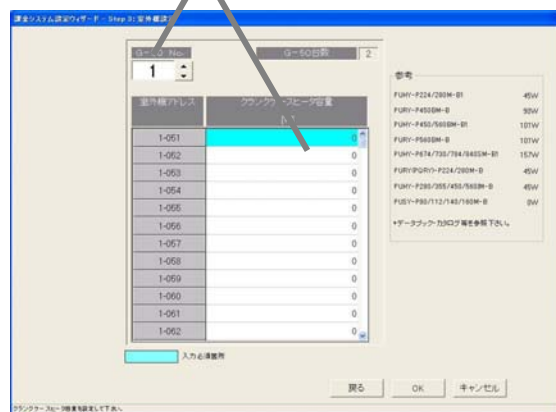 課金システム設定ウィザード - Step 3: 室外機設定
G-50 No.
G-50台数 2
1
室外機アドレス
クランクケースヒータ容量
1-051 0
1-052 0
1-053 0
1-054 0
1-055 0
1-056 0
1-057 0
1-058 0
1-059 0
1-060 0
1-061 0
1-062 0
参考
PUHY-P224/280M-B1 45W
PURY-P450BM-B 90W
PUHY-P450/560BM-B1 101W
PURY-P560BM-B 101W
PUHY-P674/730/784/840SM-B1 157W
PURY(PQRY)-P224/280M-B 45W
PUHY-P280/355/450/560BM-B 45W
PUSY-P80/112/140/160M-B 0W
*データブック・カタログ等を参照下さい。
入力必須箇所
戻る OK キャンセル
クランクケースヒータ容量を設定して下さい。